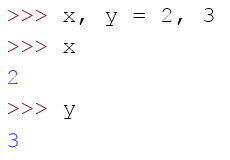 >>> x, y = 2, 3
>>> x
2
>>> y
3